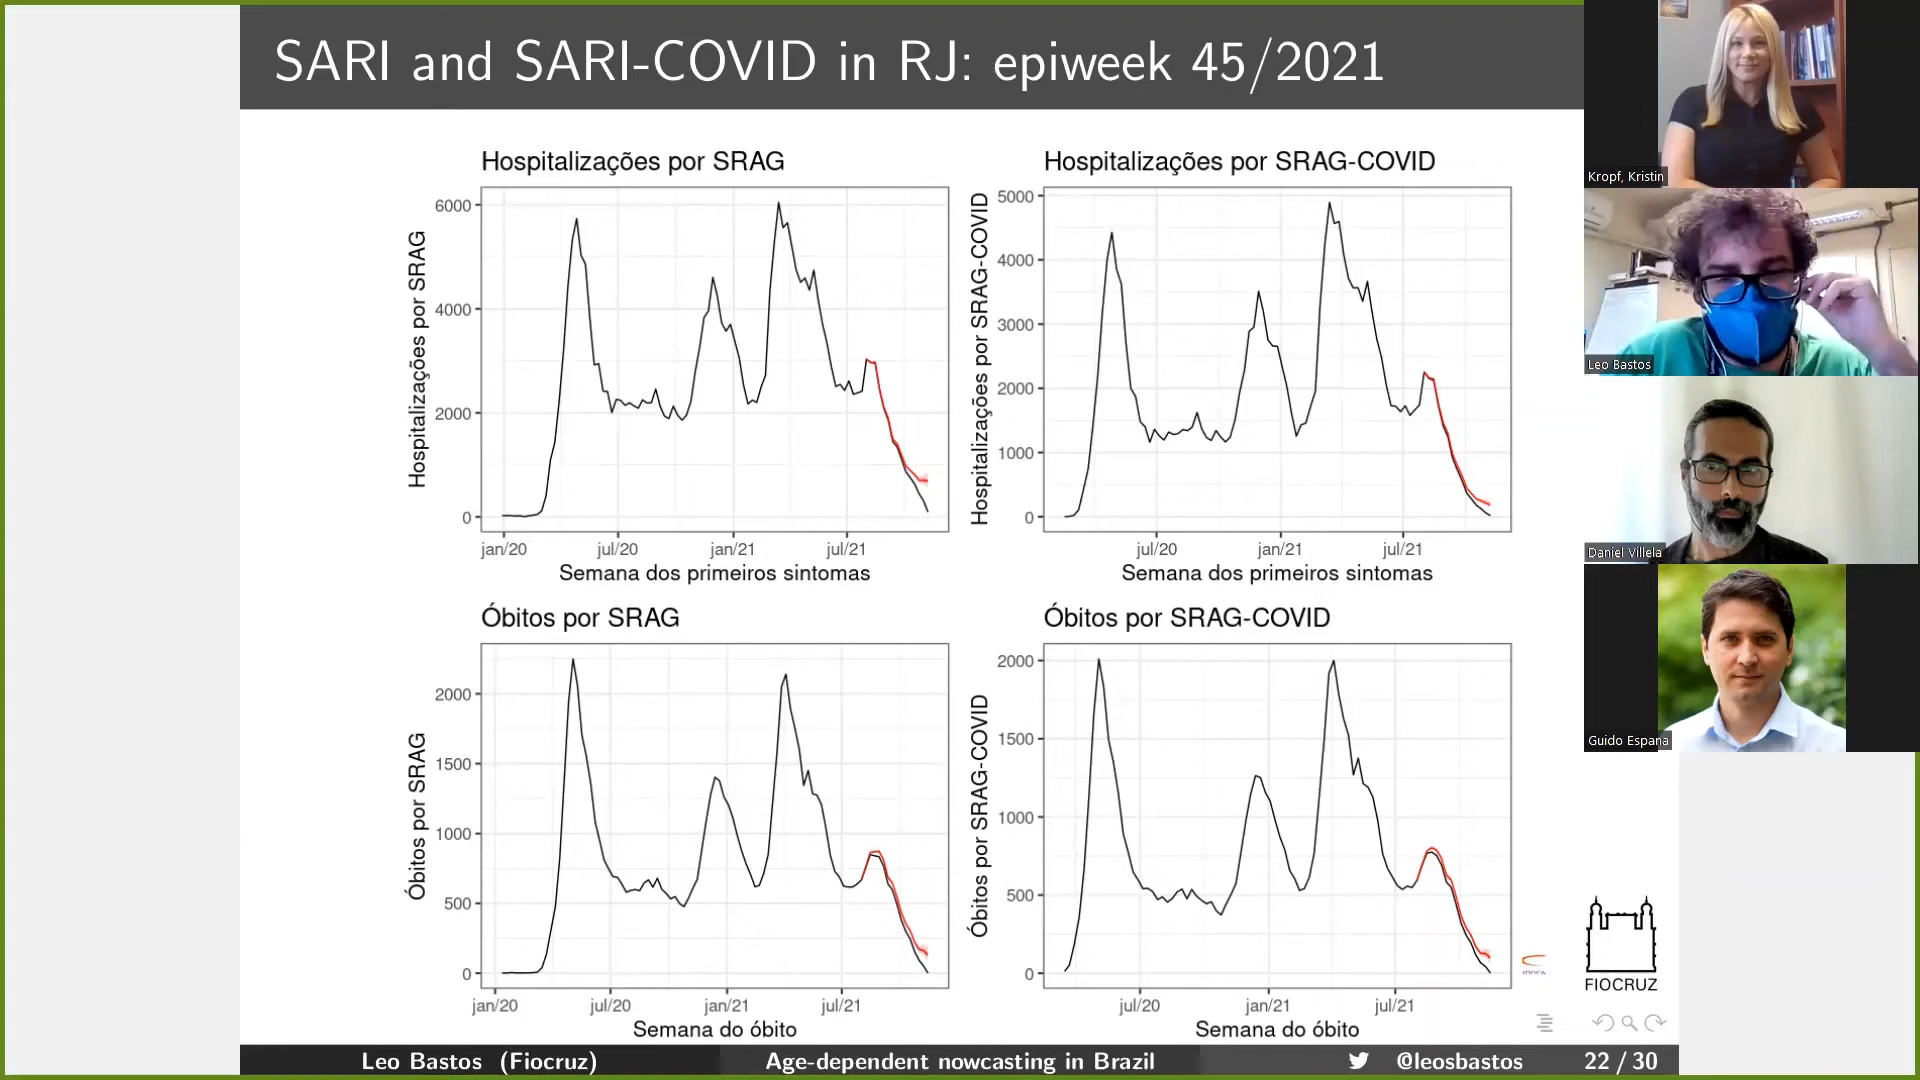 SARI and SARI-COVID in RJ: epiweek 45/2021
Hospitalizações por SRAG
Hospitalizações por SRAG
6000
4000
2000
0
jan/20 jul/20 jan/21 jul/21
Semana dos primeiros sintomas
Hospitalizações por SRAG-COVID
Hospitalizações por SRAG-COVID
5000
4000
3000
2000
1000
0
jul/20 jan/21 jul/21
Semana dos primeiros sintomas
Óbitos por SRAG
Óbitos por SRAG
2000
1500
1000
500
0
jan/20 jul/20 jan/21 jul/21
Semana do óbito
Óbitos por SRAG-COVID
Óbitos por SRAG-COVID
2000
1500
1000
500
0
jul/20 jan/21 jul/21
Semana do óbito
FIOCRUZ
Leo Bastos (Fiocruz) Age-dependent nowcasting in Brazil @leosbastos 22 / 30
Kropf, Kristin
Leo Bastos
Daniel Villela
Guido Espana